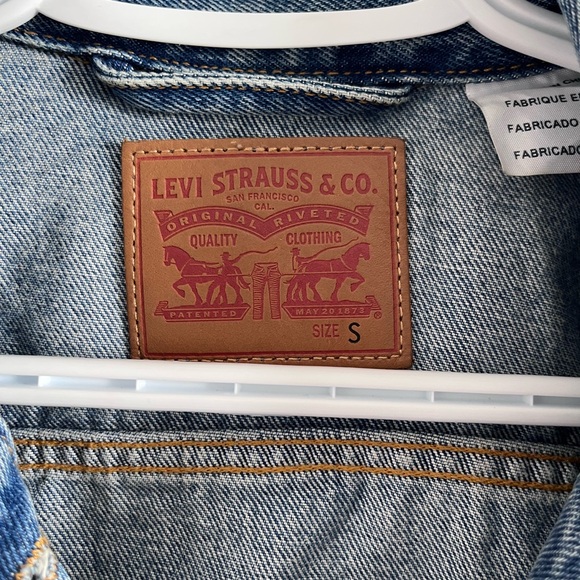 LEVI STRAUSS & CO.
SAN FRANCISCO
CAL.
ORIGINAL RIVETED
QUALITY CLOTHING
PATENTED MAY 20 1873 ®
SIZE S
FABRIQUE E
FABRICADO
FABRICADO